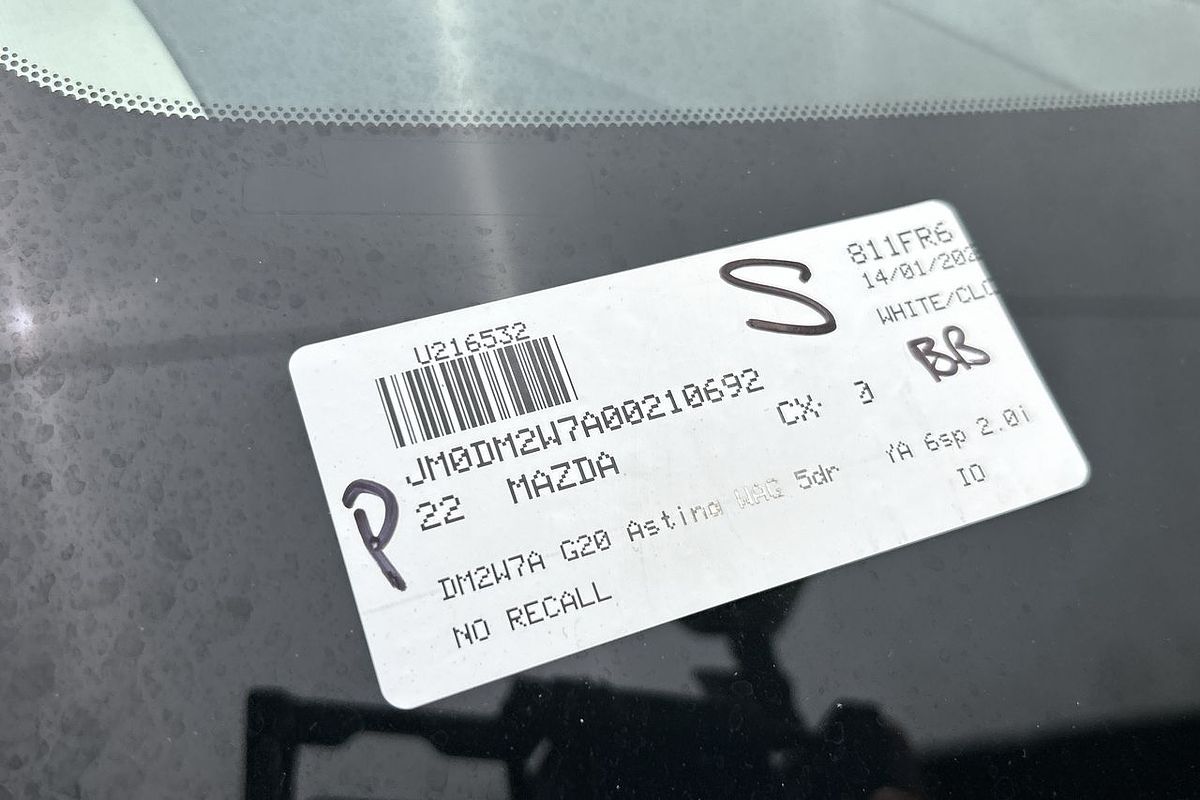 U216532
S
811FR6
14/01/202
WHITE/CLO
BB
JM0DM2W7A00210692
22 MAZDA CX- 3
P
DM2W7A G20 Astina WAG 5dr YA 6sp 2.0i
NO RECALL IO